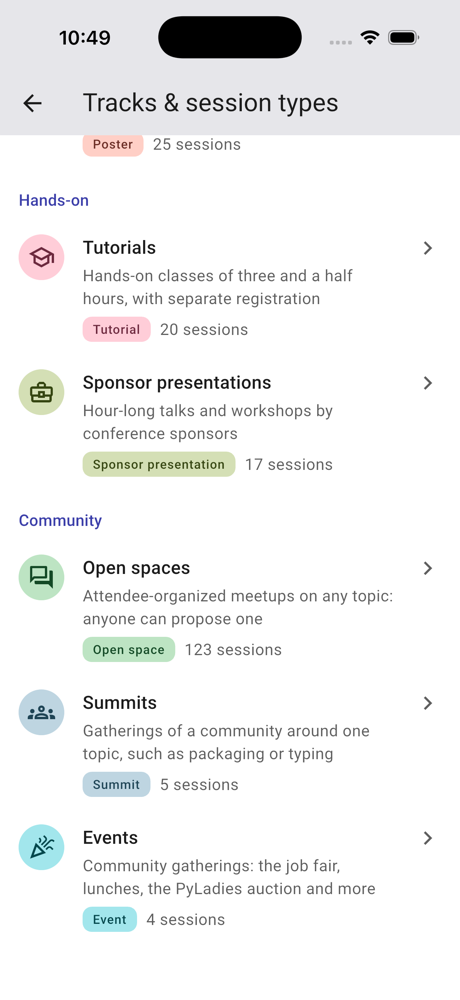 10:49
Tracks & session types
Poster 25 sessions
Hands-on
Tutorials
Hands-on classes of three and a half
hours, with separate registration
Tutorial 20 sessions
Sponsor presentations
Hour-long talks and workshops by
conference sponsors
Sponsor presentation 17 sessions
Community
Open spaces
Attendee-organized meetups on any topic:
anyone can propose one
Open space 123 sessions
Summits
Gatherings of a community around one
topic, such as packaging or typing
Summit 5 sessions
Events
Community gatherings: the job fair,
lunches, the PyLadies auction and more
Event 4 sessions